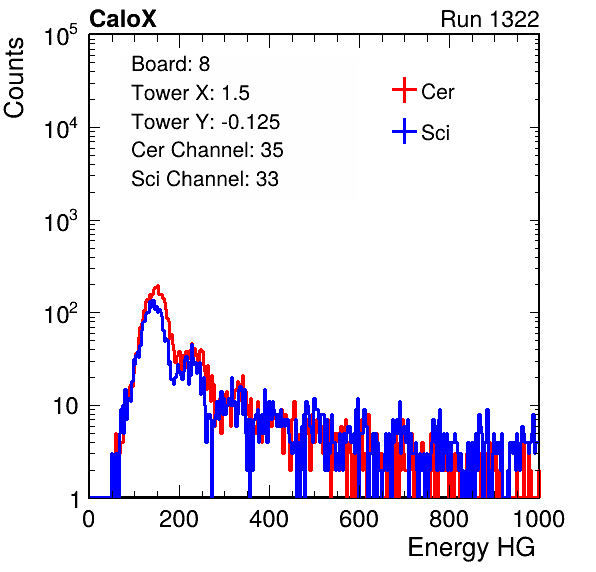 CaloX Run 1322
Counts
10^5
10^4
10^3
10^2
10
1
Board: 8
Tower X: 1.5
Tower Y: -0.125
Cer Channel: 35
Sci Channel: 33
Cer
Sci
0 200 400 600 800 1000
Energy HG